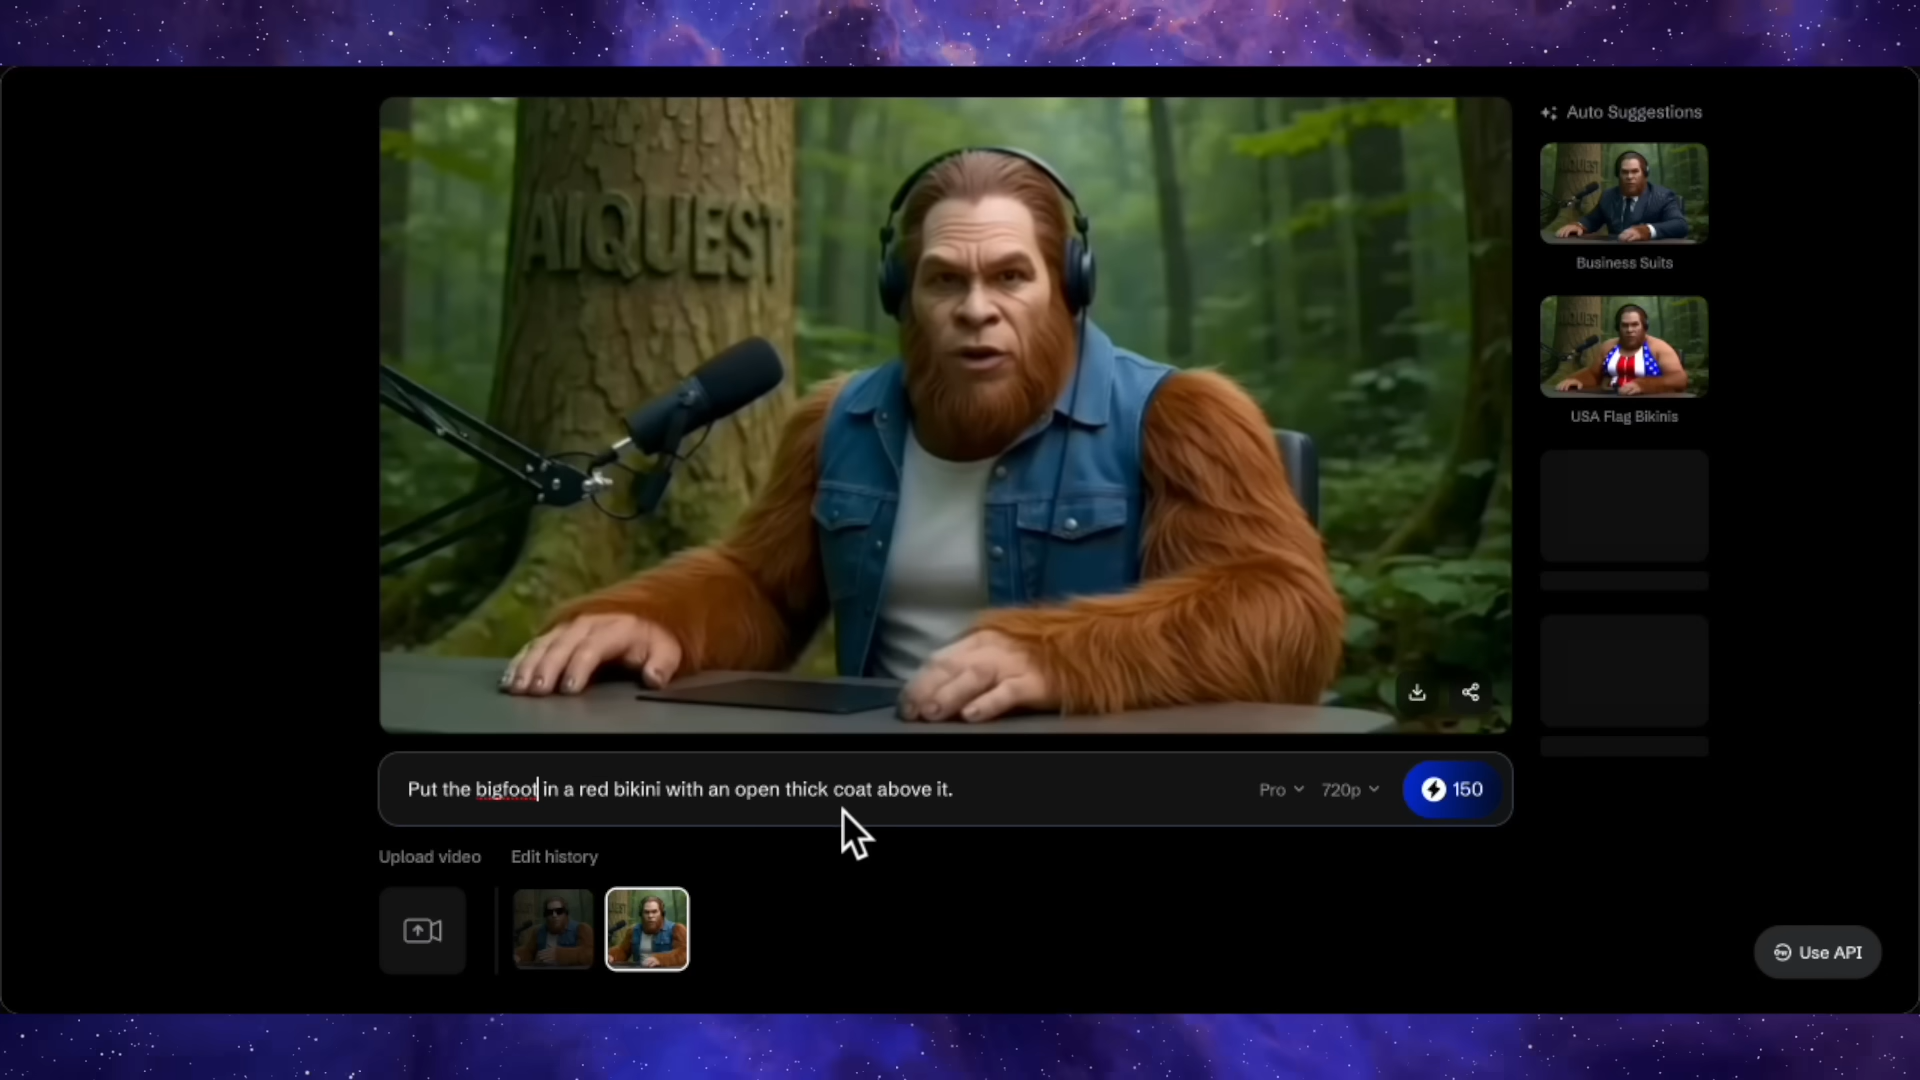 AIQUEST
Auto Suggestions
Business Suits
USA Flag Bikinis
Put the bigfoot in a red bikini with an open thick coat above it.
Pro
720p
150
Upload video
Edit history
Use API